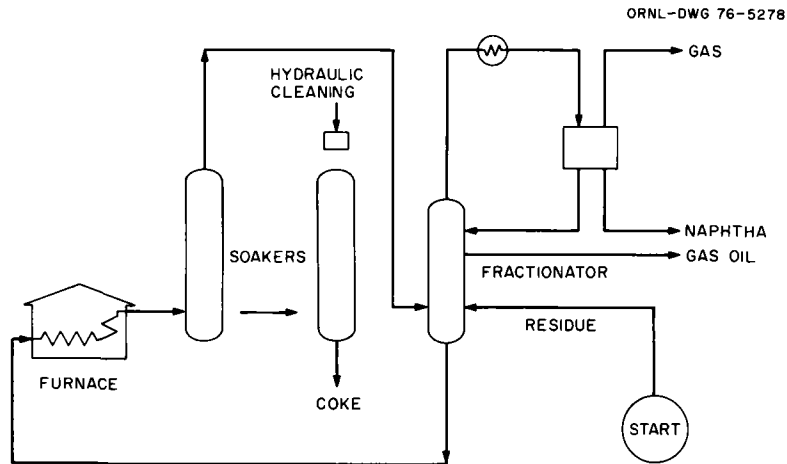 ORNL-DWG 76-5278
GAS
HYDRAULIC
CLEANING
NAPHTHA
SOAKERS
GAS OIL
FRACTIONATOR
RESIDUE
FURNACE
COKE
START